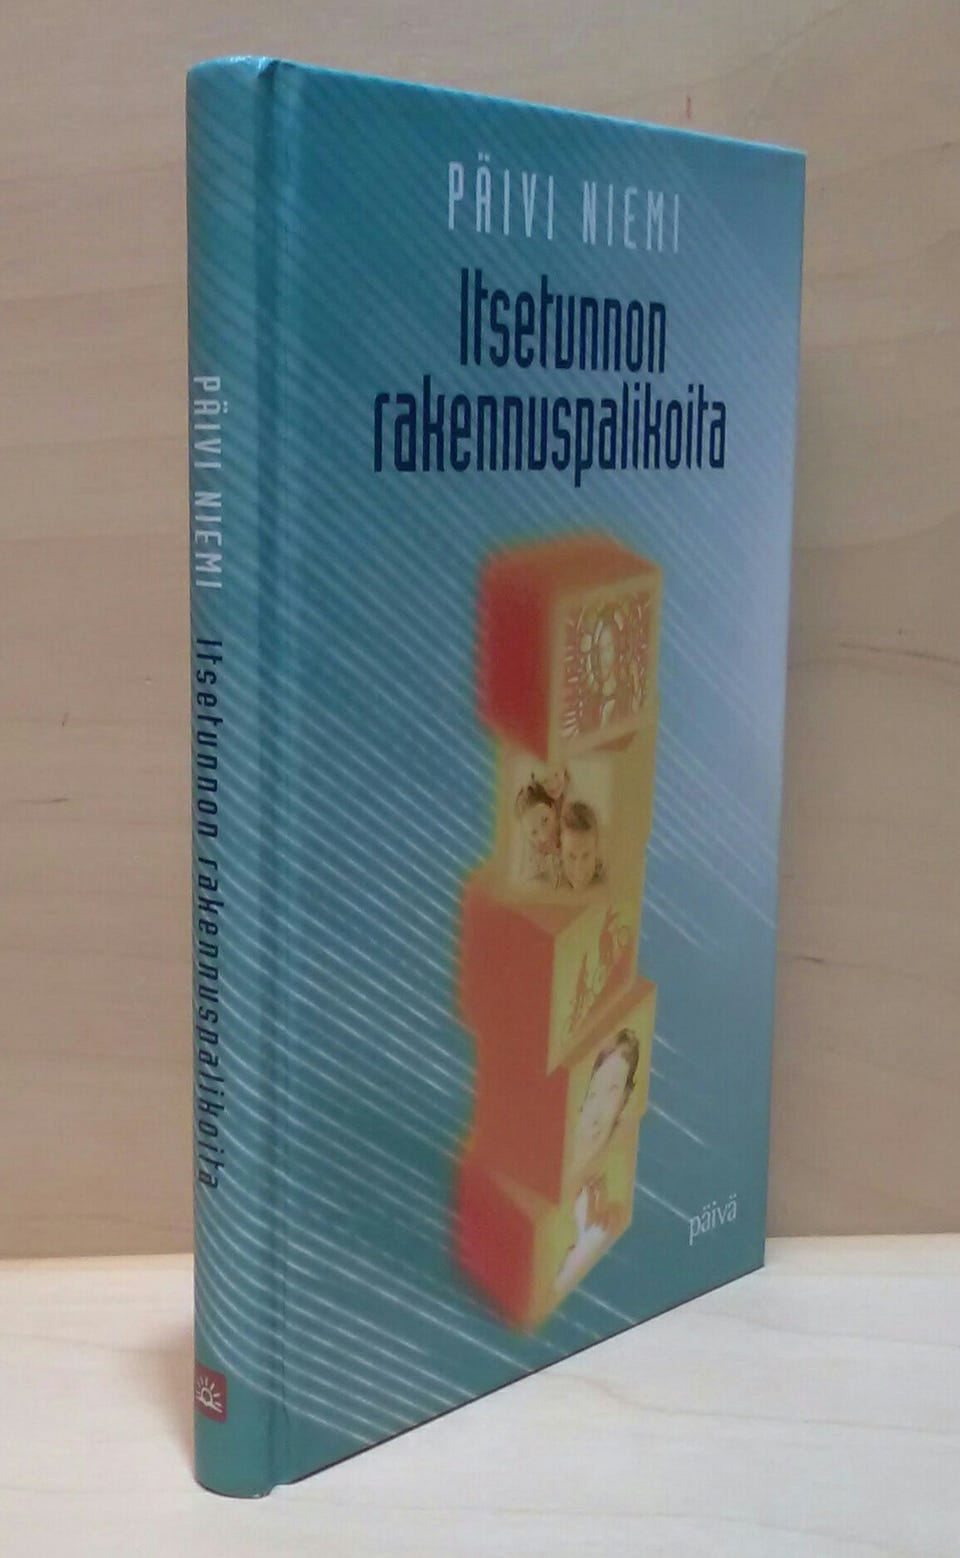 PÄIVI NIEMI
Itsetunnon
rakennuspalikoita
päivä
PÄIVI NIEMI Itsetunnon rakennuspalikoita